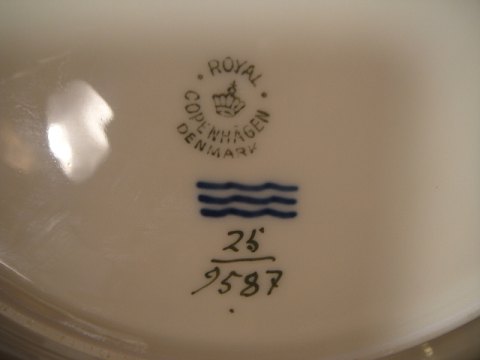 ROYAL
COPENHAGEN
DENMARK
25
9587